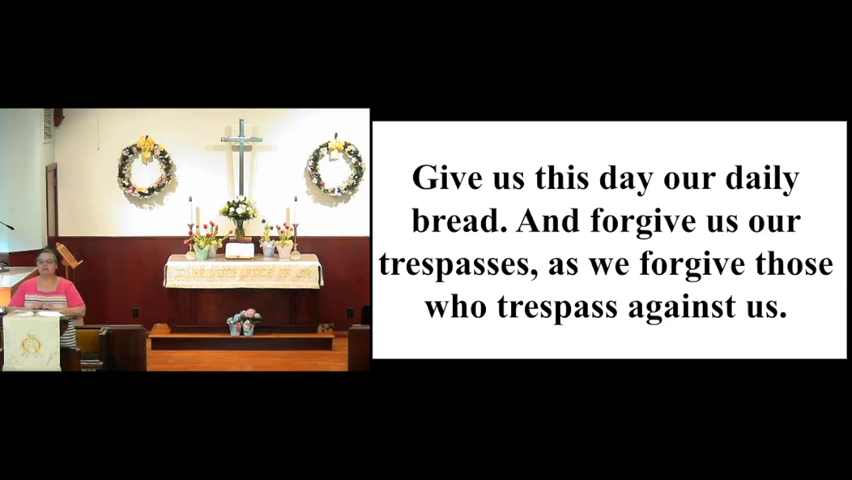 Give us this day our daily
bread. And forgive us our
trespasses, as we forgive those
who trespass against us.